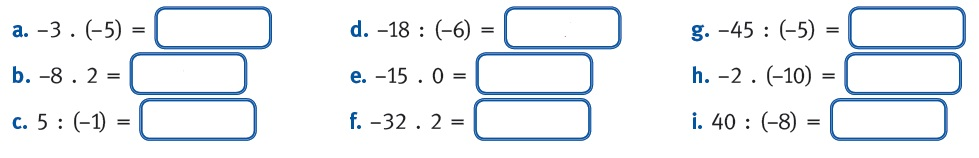 a. –3 . (–5) =
b. –8 . 2 =
c. 5 : (–1) =
d. –18 : (–6) =
e. –15 . 0 =
f. –32 . 2 =
g. –45 : (–5) =
h. –2 . (–10) =
i. 40 : (–8) =